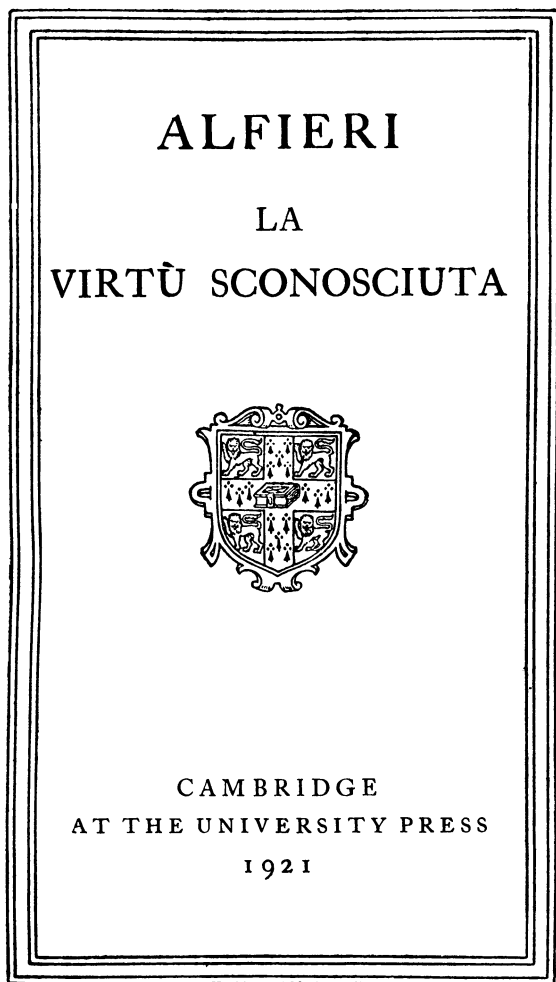 ALFIERI
LA
VIRTÙ SCONOSCIUTA
CAMBRIDGE
AT THE UNIVERSITY PRESS
1921